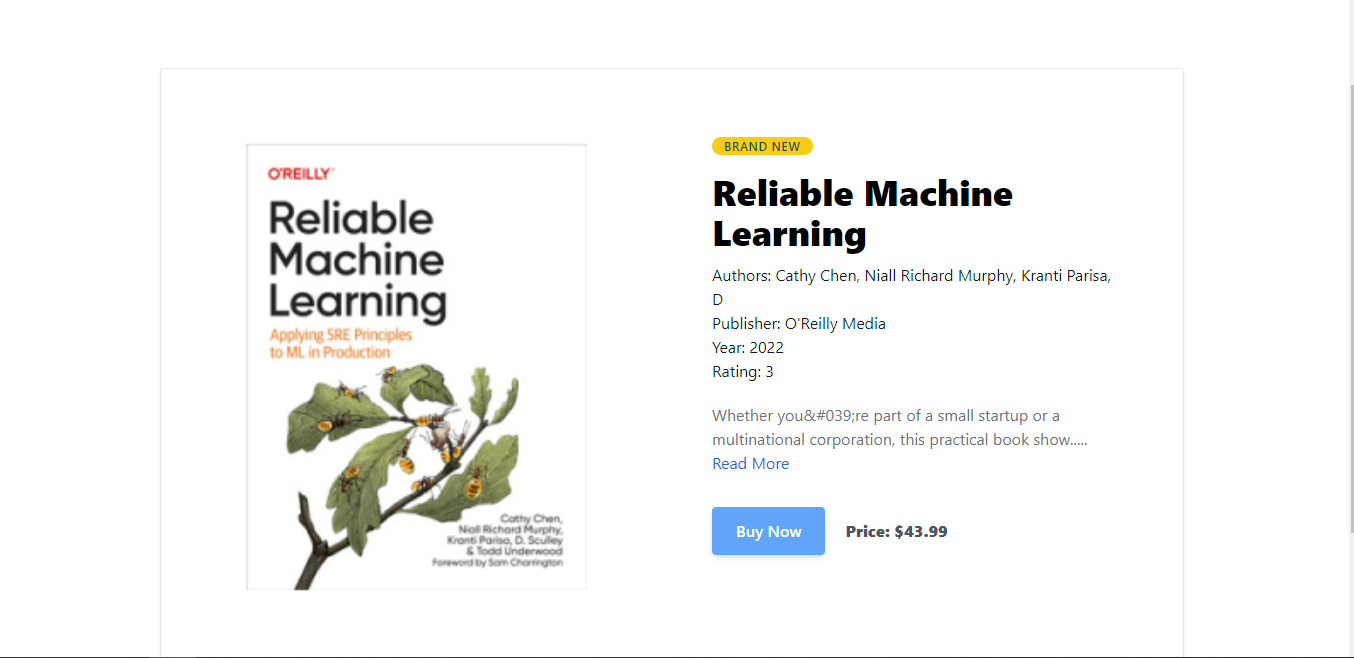 O'REILLY®
Reliable
Machine
Learning
Applying SRE Principles
to ML in Production
Cathy Chen,
Niall Richard Murphy,
Kranti Parisa, D. Sculley
& Todd Underwood
Foreword by Sam Charrington
BRAND NEW
Reliable Machine
Learning
Authors: Cathy Chen, Niall Richard Murphy, Kranti Parisa,
D
Publisher: O'Reilly Media
Year: 2022
Rating: 3
Whether you&#039;re part of a small startup or a
multinational corporation, this practical book show.....
Read More
Buy Now
Price: $43.99